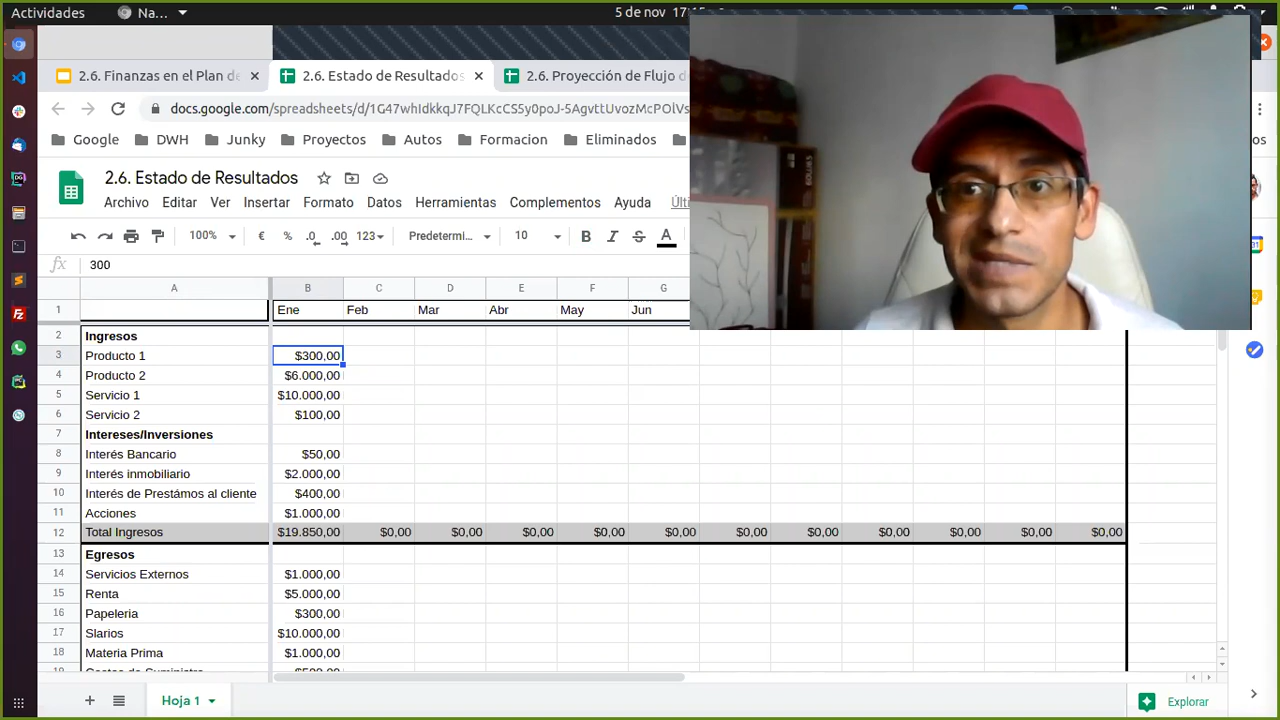 Actividades
Na...
5 de nov
2.6. Finanzas en el Plan de
2.6. Estado de Resultados
2.6. Proyección de Flujo d
Google
DWH
Junky
Proyectos
Autos
Formacion
Eliminados
2.6. Estado de Resultados
Archivo Editar Ver Insertar Formato Datos Herramientas Complementos Ayuda Últi
100% € % .0 .00 123 Predetermi... 10 B I S A
fx 300
A B C D E F G
1 Ene Feb Mar Abr May Jun
2 Ingresos
3 Producto 1 $300,00
4 Producto 2 $6.000,00
5 Servicio 1 $10.000,00
6 Servicio 2 $100,00
7 Intereses/Inversiones
8 Interés Bancario $50,00
9 Interés inmobiliario $2.000,00
10 Interés de Prestámos al cliente $400,00
11 Acciones $1.000,00
12 Total Ingresos $19.850,00 $0,00 $0,00 $0,00 $0,00 $0,00 $0,00 $0,00 $0,00 $0,00 $0,00 $0,00
13 Egresos
14 Servicios Externos $1.000,00
15 Renta $5.000,00
16 Papeleria $300,00
17 Slarios $10.000,00
18 Materia Prima $1.000,00
Hoja 1
Explorar